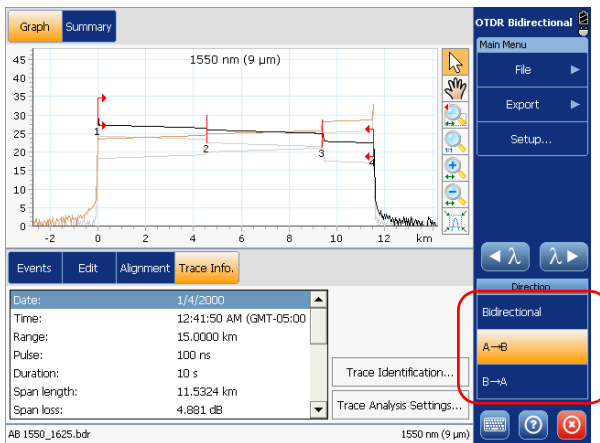 Graph Summary
OTDR Bidirectional
Main Menu
File
Export
Setup...
1550 nm (9 µm)
45
40
35
30
25
20
15
10
5
0
1
2
3
4
-2 0 2 4 6 8 10 12 km
1:1
λ λ
Direction
Bidirectional
A→B
B→A
Events Edit Alignment Trace Info.
Date: 1/4/2000
Time: 12:41:50 AM (GMT-05:00
Range: 15.0000 km
Pulse: 100 ns
Duration: 10 s
Span length: 11.5324 km
Span loss: 4.881 dB
Trace Identification...
Trace Analysis Settings...
AB 1550_1625.bdr 1550 nm (9 µm)